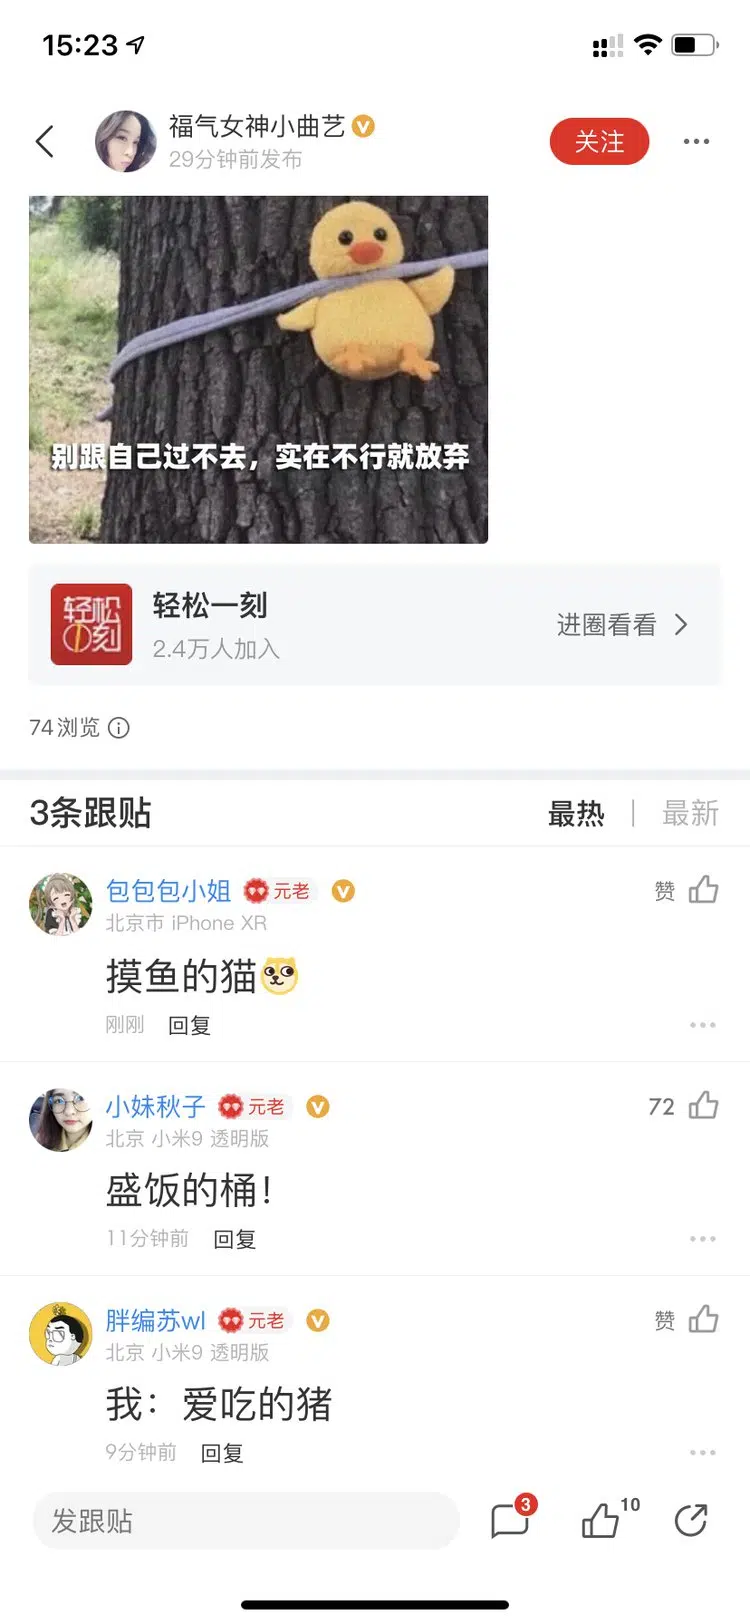 15:23
福气女神小曲艺
29分钟前发布
关注
别跟自己过不去，实在不行就放弃
轻松一刻
轻松一刻
2.4万人加入
进圈看看
74浏览
3条跟贴
最热 | 最新
包包包小姐 元老
赞
北京市 iPhone XR
摸鱼的猫
刚刚 回复
小妹秋子 元老
72
北京 小米9 透明版
盛饭的桶！
11分钟前 回复
胖编苏wl 元老
赞
北京 小米9 透明版
我：爱吃的猪
9分钟前 回复
发跟贴
3
10